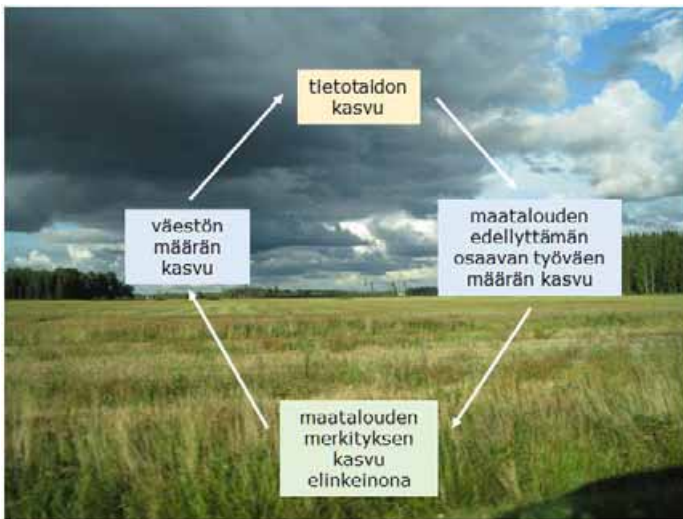 tietotaidon
kasvu
väestön
määrän
kasvu
maatalouden
edellyttämän
osaavan työväen
määrän kasvu
maatalouden
merkityksen
kasvu
elinkeinona